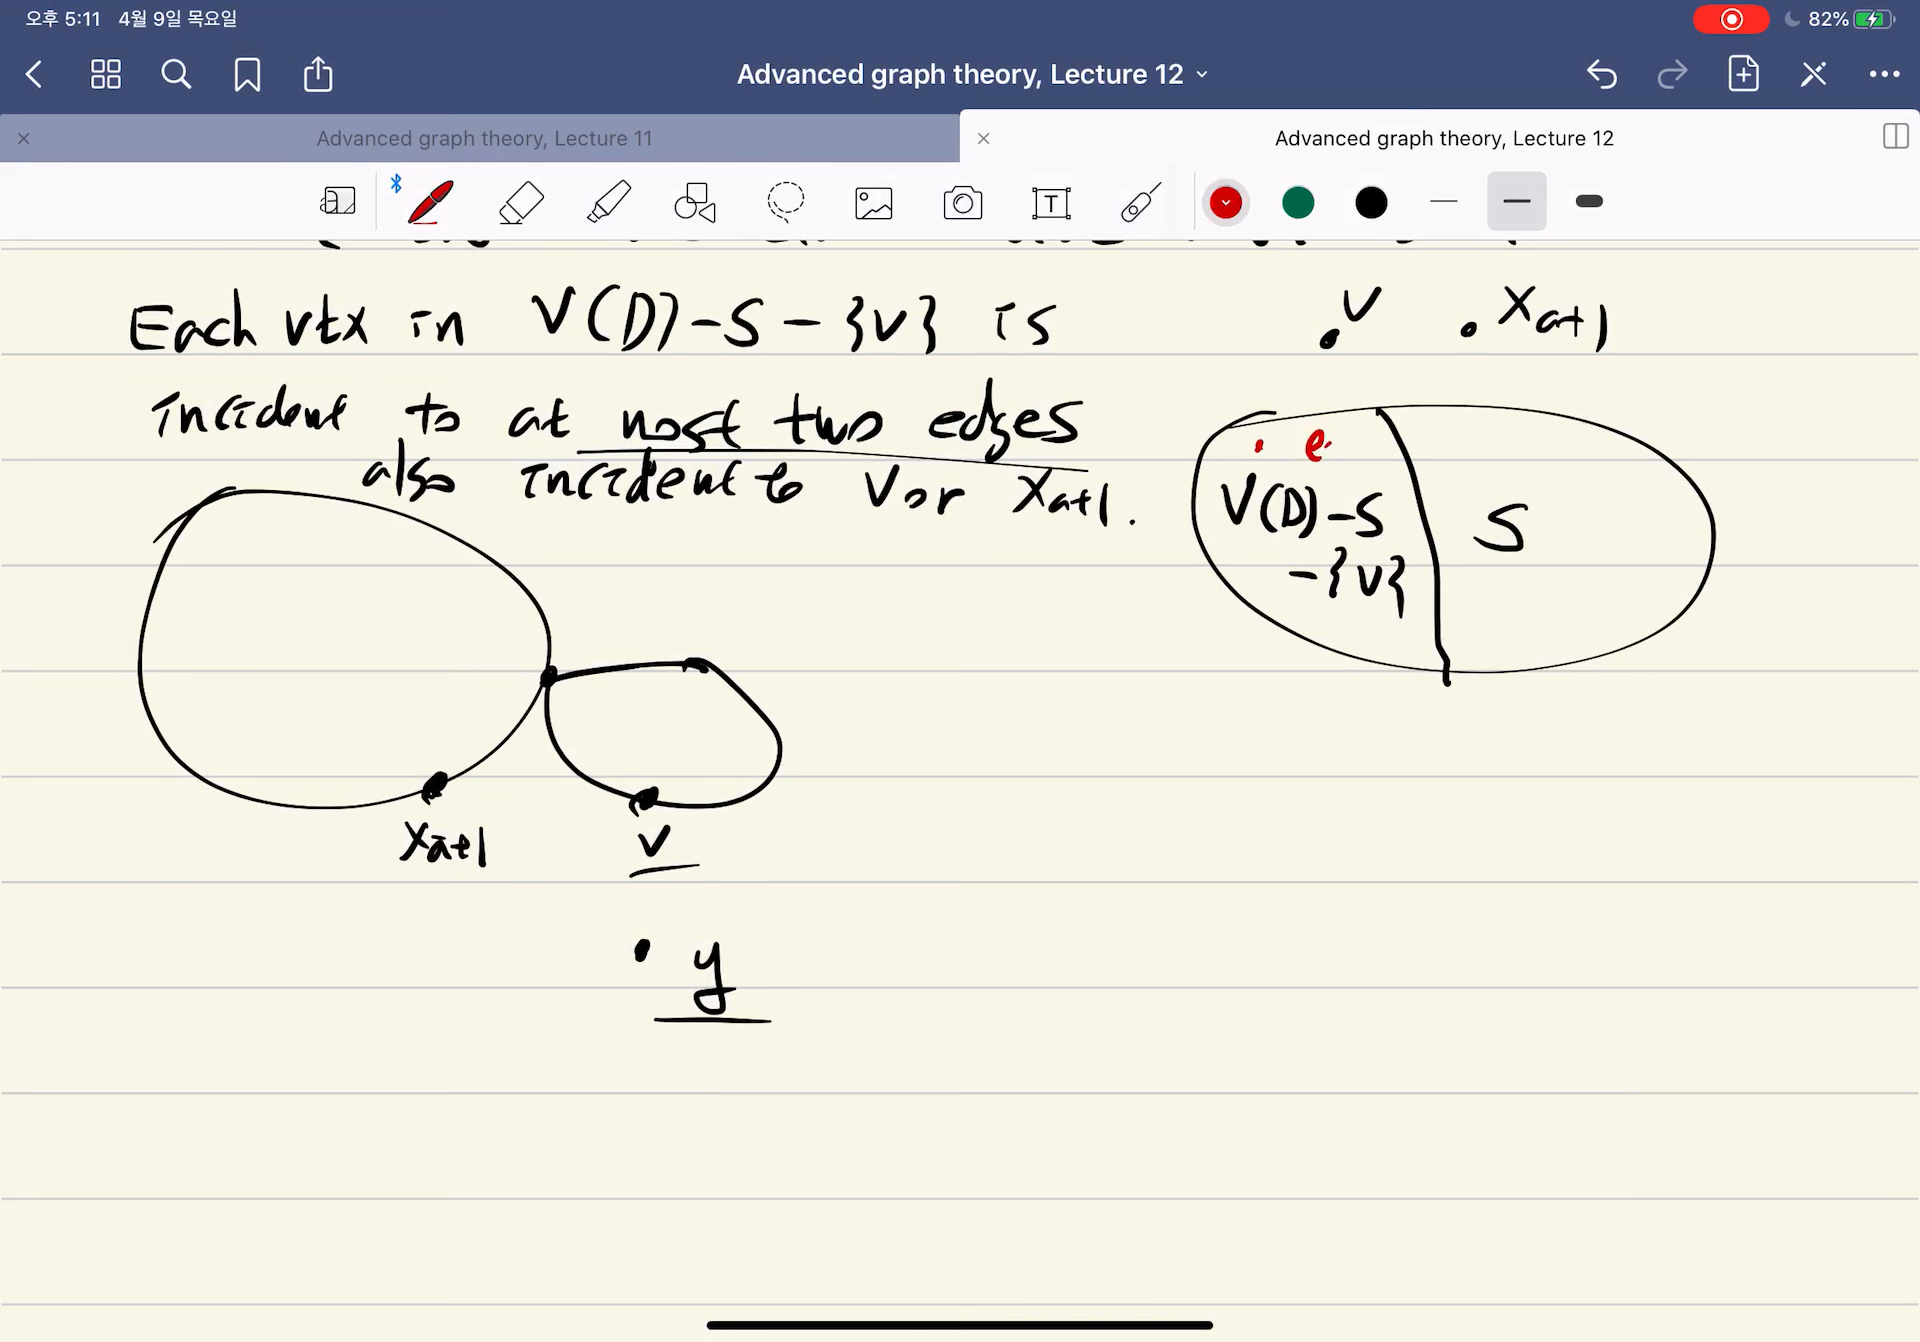 오후 5:11 4월 9일 목요일
82%
Advanced graph theory, Lecture 12
Advanced graph theory, Lecture 11
Advanced graph theory, Lecture 12
a
T
Each vtx in V(D)-S-{v} is
incident to at most two edges
also incident to v or Xa+1.
v Xa+1
e
V(D)-S
-{v}
S
Xa+1
v
y